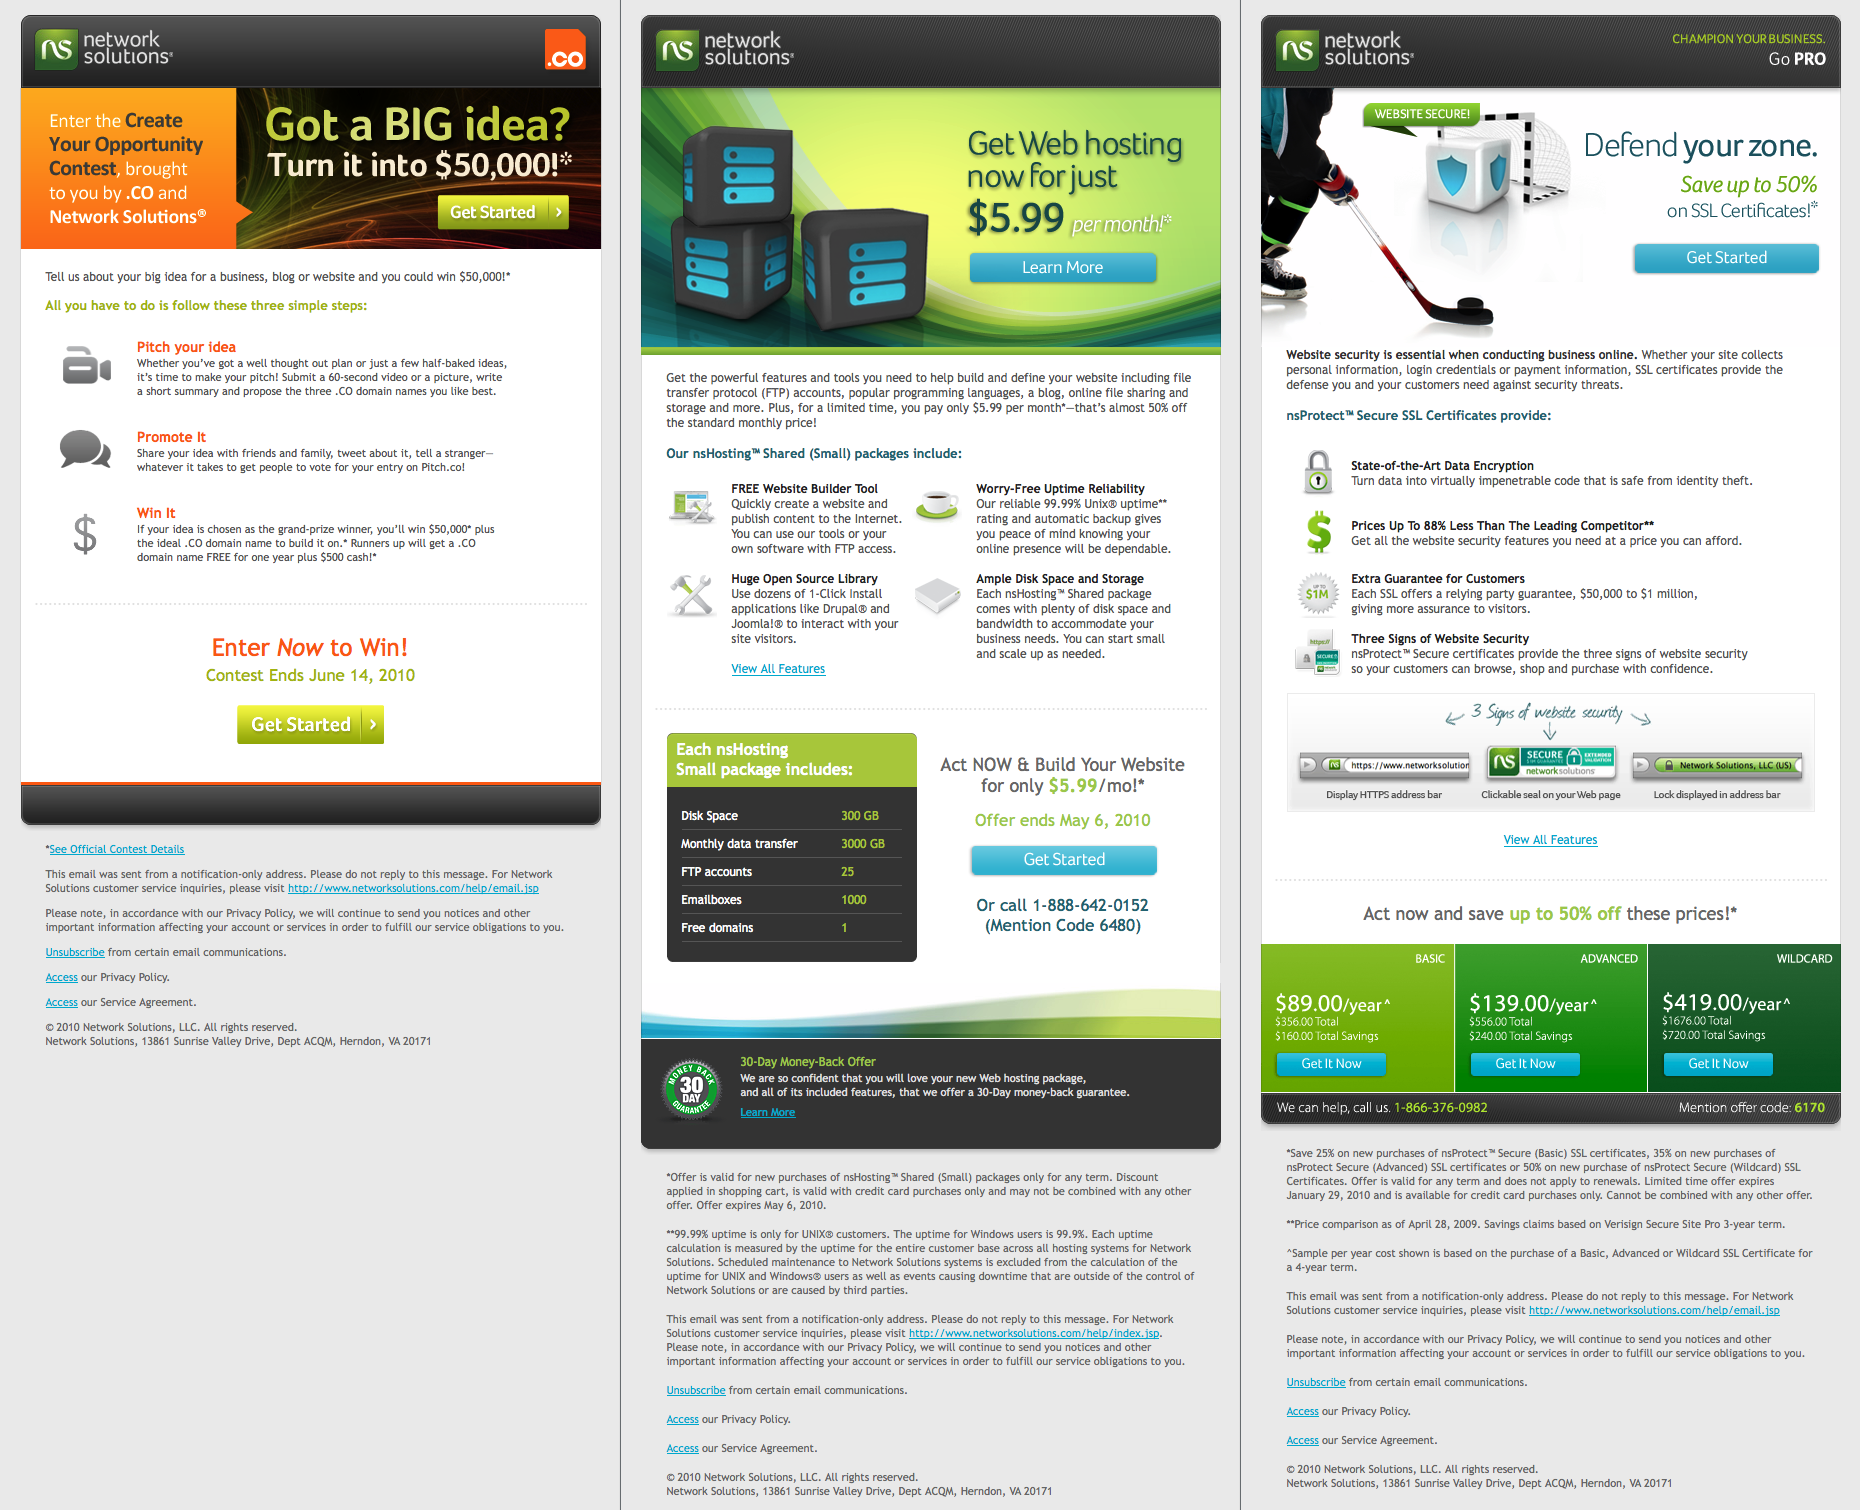 network
solutions®
.co
Enter the Create
Your Opportunity
Contest, brought
to you by .CO and
Network Solutions®
Got a BIG idea?
Turn it into $50,000!*
Get Started
Tell us about your big idea for a business, blog or website and you could win $50,000!*
All you have to do is follow these three simple steps:
Pitch your idea
Whether you've got a well thought out plan or just a few half-baked ideas,
it's time to make your pitch! Submit a 60-second video or a picture, write
a short summary and propose the three .CO domain names you like best.
Promote It
Share your idea with friends and family, tweet about it, tell a stranger—
whatever it takes to get people to vote for your entry on Pitch.co!
$
Win It
If your idea is chosen as the grand-prize winner, you'll win $50,000* plus
the ideal .CO domain name to build it on.* Runners up will get a .CO
domain name FREE for one year plus $500 cash!*
Enter Now to Win!
Contest Ends June 14, 2010
Get Started
*See Official Contest Details
This email was sent from a notification-only address. Please do not reply to this message. For Network
Solutions customer service inquiries, please visit http://www.networksolutions.com/help/email.jsp
Please note, in accordance with our Privacy Policy, we will continue to send you notices and other
important information affecting your account or services in order to fulfill our service obligations to you.
Unsubscribe from certain email communications.
Access our Privacy Policy.
Access our Service Agreement.
© 2010 Network Solutions, LLC. All rights reserved.
Network Solutions, 13861 Sunrise Valley Drive, Dept ACQM, Herndon, VA 20171
network
solutions®
Get Web hosting
now for just
$5.99 per month!*
Learn More
Get the powerful features and tools you need to help build and define your website including file
transfer protocol (FTP) accounts, popular programming languages, a blog, online file sharing and
storage and more. Plus, for a limited time, you pay only $5.99 per month*—that's almost 50% off
the standard monthly price!
Our nsHosting™ Shared (Small) packages include:
FREE Website Builder Tool
Quickly create a website and
publish content to the Internet.
You can use our tools or your
own software with FTP access.
Worry-Free Uptime Reliability
Our reliable 99.99% Unix® uptime**
rating and automatic backup gives
you peace of mind knowing your
online presence will be dependable.
Huge Open Source Library
Use dozens of 1-Click Install
applications like Drupal® and
Joomla!® to interact with your
site visitors.
Ample Disk Space and Storage
Each nsHosting™ Shared package
comes with plenty of disk space and
bandwidth to accommodate your
business needs. You can start small
and scale up as needed.
View All Features
Each nsHosting
Small package includes:
Disk Space 300 GB
Monthly data transfer 3000 GB
FTP accounts 25
Emailboxes 1000
Free domains 1
Act NOW & Build Your Website
for only $5.99/mo!*
Offer ends May 6, 2010
Get Started
Or call 1-888-642-0152
(Mention Code 6480)
MONEY BACK
30
DAY
GUARANTEE
30-Day Money-Back Offer
We are so confident that you will love your new Web hosting package,
and all of its included features, that we offer a 30-Day money-back guarantee.
Learn More
*Offer is valid for new purchases of nsHosting™ Shared (Small) packages only for any term. Discount
applied in shopping cart, is valid with credit card purchases only and may not be combined with any other
offer. Offer expires May 6, 2010.
**99.99% uptime is only for UNIX® customers. The uptime for Windows users is 99.9%. Each uptime
calculation is measured by the uptime for the entire customer base across all hosting systems for Network
Solutions. Scheduled maintenance to Network Solutions systems is excluded from the calculation of the
uptime for UNIX and Windows® users as well as events causing downtime that are outside of the control of
Network Solutions or are caused by third parties.
This email was sent from a notification-only address. Please do not reply to this message. For Network
Solutions customer service inquiries, please visit http://www.networksolutions.com/help/index.jsp.
Please note, in accordance with our Privacy Policy, we will continue to send you notices and other
important information affecting your account or services in order to fulfill our service obligations to you.
Unsubscribe from certain email communications.
Access our Privacy Policy.
Access our Service Agreement.
© 2010 Network Solutions, LLC. All rights reserved.
Network Solutions, 13861 Sunrise Valley Drive, Dept ACQM, Herndon, VA 20171
network
solutions®
CHAMPION YOUR BUSINESS.
Go PRO
WEBSITE SECURE!
Defend your zone.
Save up to 50%
on SSL Certificates!*
Get Started
Website security is essential when conducting business online. Whether your site collects
personal information, login credentials or payment information, SSL certificates provide the
defense you and your customers need against security threats.
nsProtect™ Secure SSL Certificates provide:
State-of-the-Art Data Encryption
Turn data into virtually impenetrable code that is safe from identity theft.
$
Prices Up To 88% Less Than The Leading Competitor**
Get all the website security features you need at a price you can afford.
UP TO
$1M
Extra Guarantee for Customers
Each SSL offers a relying party guarantee, $50,000 to $1 million,
giving more assurance to visitors.
https://
Three Signs of Website Security
nsProtect™ Secure certificates provide the three signs of website security
so your customers can browse, shop and purchase with confidence.
3 Signs of website security
https://www.networksolution
SECURE
EXTENDED
VALIDATION
networksolutions
Network Solutions, LLC (US)
Display HTTPS address bar
Clickable seal on your Web page
Lock displayed in address bar
View All Features
Act now and save up to 50% off these prices!*
BASIC
$89.00/year^
$356.00 Total
$160.00 Total Savings
Get It Now
ADVANCED
$139.00/year^
$556.00 Total
$240.00 Total Savings
Get It Now
WILDCARD
$419.00/year^
$1676.00 Total
$720.00 Total Savings
Get It Now
We can help, call us. 1-866-376-0982
Mention offer code: 6170
*Save 25% on new purchases of nsProtect™ Secure (Basic) SSL certificates, 35% on new purchases of
nsProtect Secure (Advanced) SSL certificates or 50% on new purchase of nsProtect Secure (Wildcard) SSL
Certificates. Offer is valid for any term and does not apply to renewals. Limited time offer expires
January 29, 2010 and is available for credit card purchases only. Cannot be combined with any other offer.
**Price comparison as of April 28, 2009. Savings claims based on Verisign Secure Site Pro 3-year term.
^Sample per year cost shown is based on the purchase of a Basic, Advanced or Wildcard SSL Certificate for
a 4-year term.
This email was sent from a notification-only address. Please do not reply to this message. For Network
Solutions customer service inquiries, please visit http://www.networksolutions.com/help/email.jsp
Please note, in accordance with our Privacy Policy, we will continue to send you notices and other
important information affecting your account or services in order to fulfill our service obligations to you.
Unsubscribe from certain email communications.
Access our Privacy Policy.
Access our Service Agreement.
© 2010 Network Solutions, LLC. All rights reserved.
Network Solutions, 13861 Sunrise Valley Drive, Dept ACQM, Herndon, VA 20171